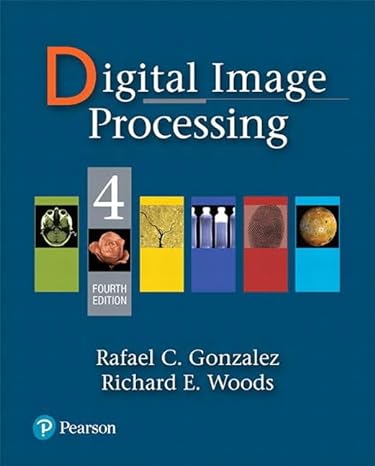 Digital Image
Processing
4
FOURTH
EDITION
Rafael C. Gonzalez
Richard E. Woods
P Pearson